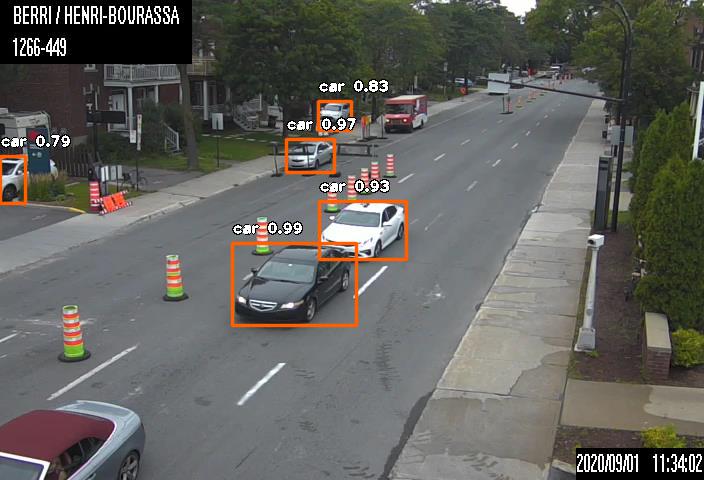 BERRI / HENRI-BOURASSA
1266-449
car 0.83
car 0.97
car 0.79
car 0.93
car 0.99
2020/09/01 11:34:02